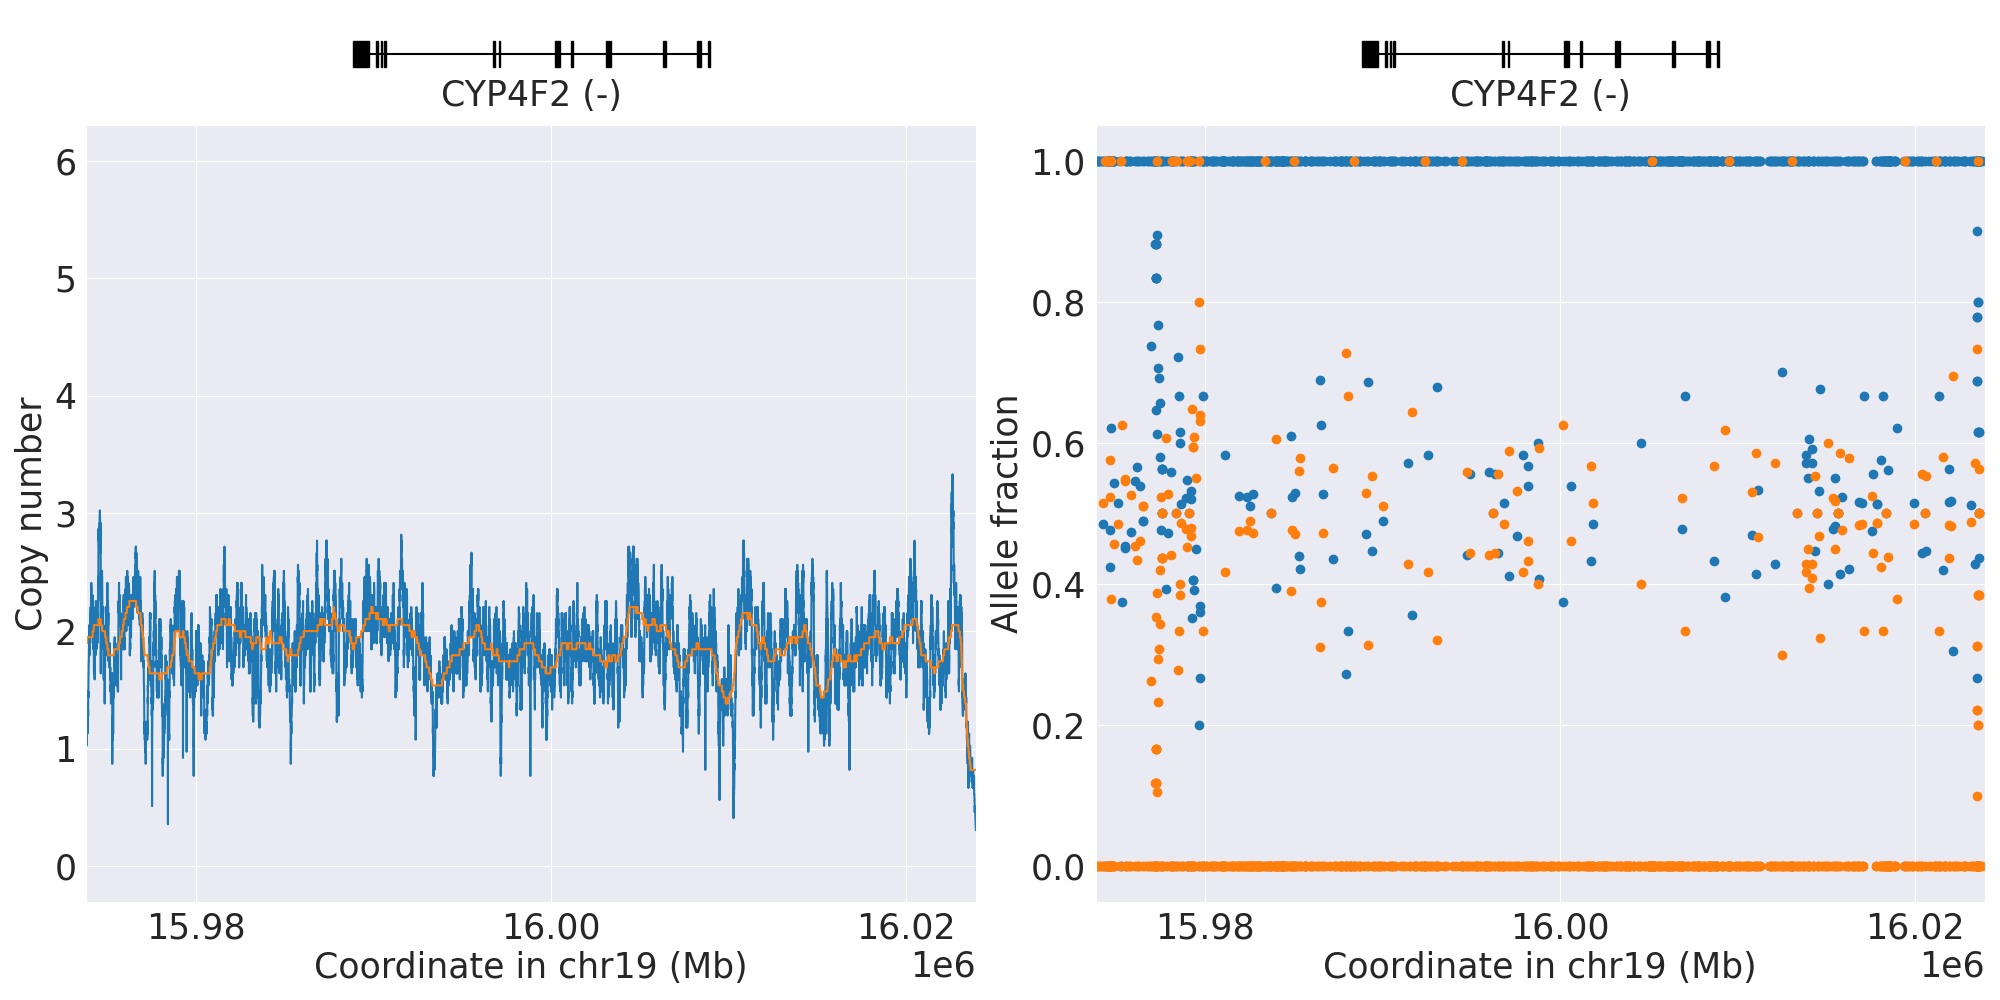 CYP4F2 (-)
CYP4F2 (-)
Copy number
6
5
4
3
2
1
0
15.98
16.00
16.02
Coordinate in chr19 (Mb)
1e6
Allele fraction
1.0
0.8
0.6
0.4
0.2
0.0
15.98
16.00
16.02
Coordinate in chr19 (Mb)
1e6